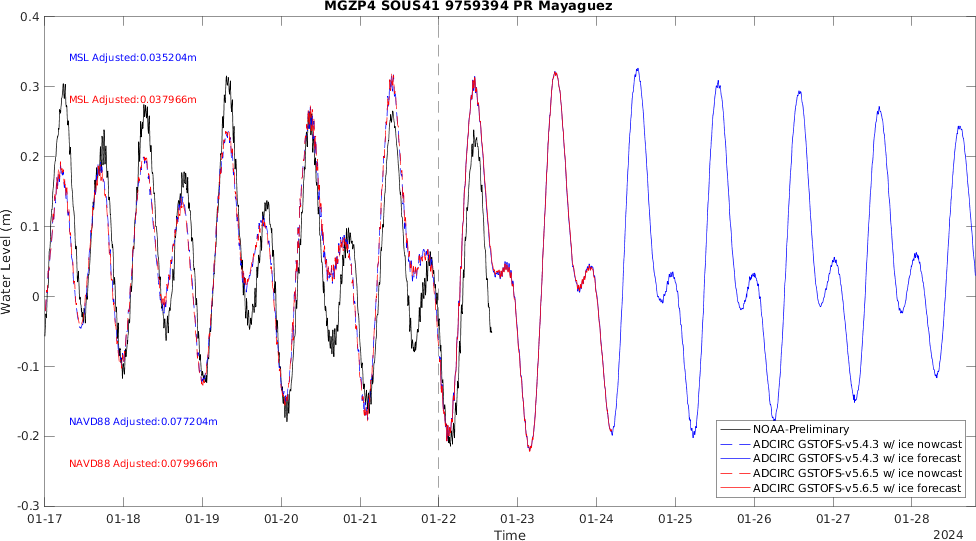 MGZP4 SOUS41 9759394 PR Mayaguez
0.4
0.3
0.2
0.1
0
-0.1
-0.2
-0.3
Water Level (m)
MSL Adjusted:0.035204m
MSL Adjusted:0.037966m
NAVD88 Adjusted:0.077204m
NAVD88 Adjusted:0.079966m
NOAA-Preliminary
ADCIRC GSTOFS-v5.4.3 w/ ice nowcast
ADCIRC GSTOFS-v5.4.3 w/ ice forecast
ADCIRC GSTOFS-v5.6.5 w/ ice nowcast
ADCIRC GSTOFS-v5.6.5 w/ ice forecast
01-17 01-18 01-19 01-20 01-21 01-22 01-23 01-24 01-25 01-26 01-27 01-28
Time
2024